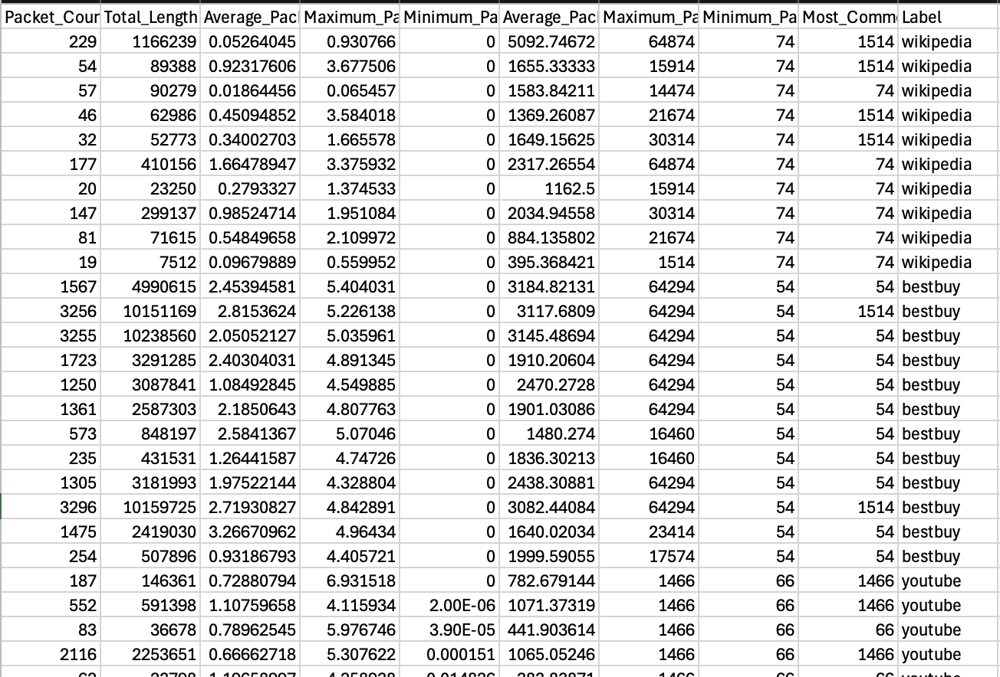 Packet_Cour Total_Length Average_Pac Maximum_Pa Minimum_Pa Average_Pac Maximum_Pa Minimum_Pa Most_Comm Label
229 1166239 0.05264045 0.930766 0 5092.74672 64874 74 1514 wikipedia
54 89388 0.92317606 3.677506 0 1655.33333 15914 74 1514 wikipedia
57 90279 0.01864456 0.065457 0 1583.84211 14474 74 74 wikipedia
46 62986 0.45094852 3.584018 0 1369.26087 21674 74 1514 wikipedia
32 52773 0.34002703 1.665578 0 1649.15625 30314 74 1514 wikipedia
177 410156 1.66478947 3.375932 0 2317.26554 64874 74 74 wikipedia
20 23250 0.2793327 1.374533 0 1162.5 15914 74 74 wikipedia
147 299137 0.98524714 1.951084 0 2034.94558 30314 74 74 wikipedia
81 71615 0.54849658 2.109972 0 884.135802 21674 74 74 wikipedia
19 7512 0.09679889 0.559952 0 395.368421 1514 74 74 wikipedia
1567 4990615 2.45394581 5.404031 0 3184.82131 64294 54 54 bestbuy
3256 10151169 2.8153624 5.226138 0 3117.6809 64294 54 1514 bestbuy
3255 10238560 2.05052127 5.035961 0 3145.48694 64294 54 54 bestbuy
1723 3291285 2.40304031 4.891345 0 1910.20604 64294 54 54 bestbuy
1250 3087841 1.08492845 4.549885 0 2470.2728 64294 54 54 bestbuy
1361 2587303 2.1850643 4.807763 0 1901.03086 64294 54 54 bestbuy
573 848197 2.5841367 5.07046 0 1480.274 16460 54 54 bestbuy
235 431531 1.26441587 4.74726 0 1836.30213 16460 54 54 bestbuy
1305 3181993 1.97522144 4.328804 0 2438.30881 64294 54 54 bestbuy
3296 10159725 2.71930827 4.842891 0 3082.44084 64294 54 1514 bestbuy
1475 2419030 3.26670962 4.96434 0 1640.02034 23414 54 54 bestbuy
254 507896 0.93186793 4.405721 0 1999.59055 17574 54 54 bestbuy
187 146361 0.72880794 6.931518 0 782.679144 1466 66 1466 youtube
552 591398 1.10759658 4.115934 2.00E-06 1071.37319 1466 66 1466 youtube
83 36678 0.78962545 5.976746 3.90E-05 441.903614 1466 66 66 youtube
2116 2253651 0.66662718 5.307622 0.000151 1065.05246 1466 66 1466 youtube